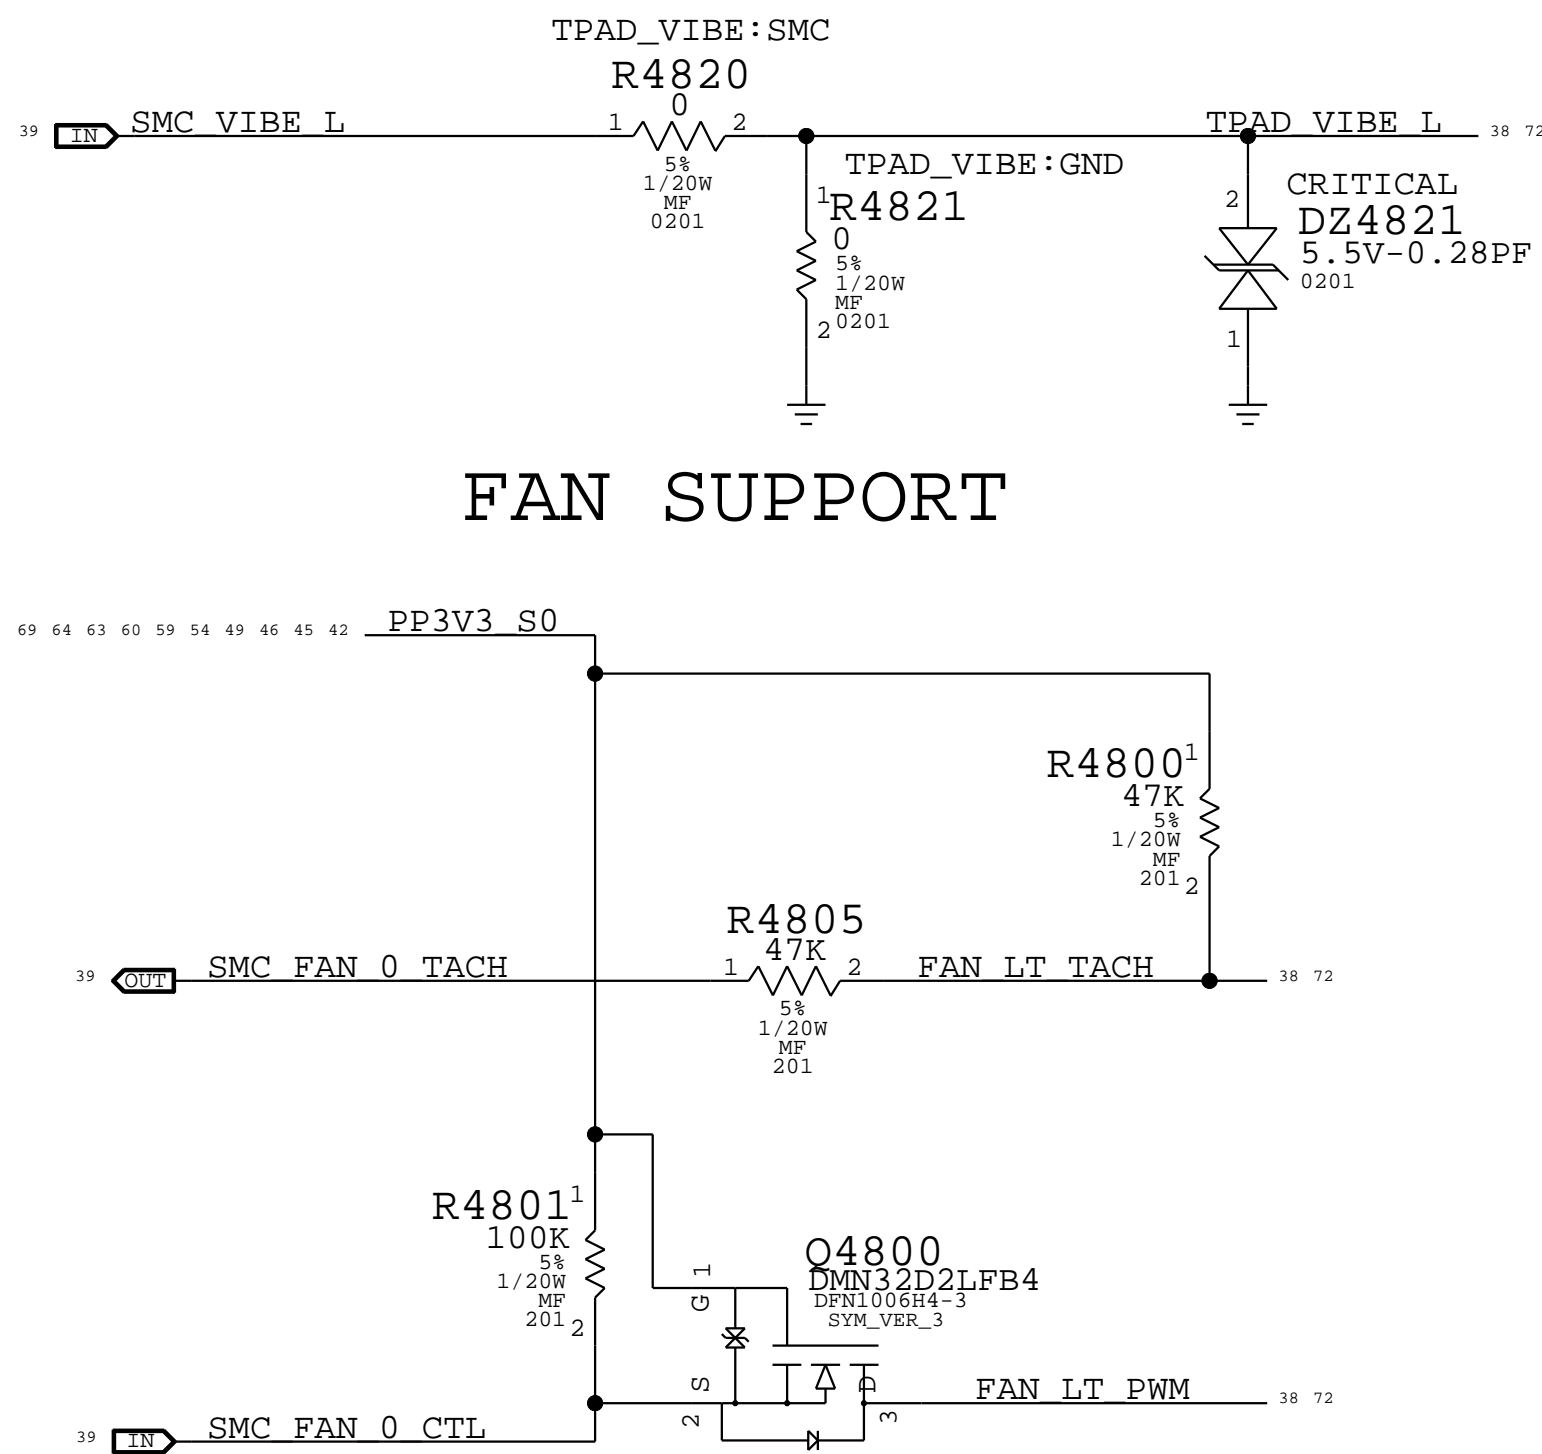 TPAD_VIBE:SMC
R4820
0
39 IN SMC_VIBE_L 1 2 TPAD_VIBE_L 38 72
5%
1/20W
MF
0201
TPAD_VIBE:GND
1
R4821
0
5%
1/20W
MF
0201
2
CRITICAL
2
DZ4821
5.5V-0.28PF
0201
1
FAN SUPPORT
69 64 63 60 59 54 49 46 45 42 PP3V3_S0
R4800
1
47K
5%
1/20W
MF
201
2
R4805
47K
39 OUT SMC_FAN_0_TACH 1 2 FAN_LT_TACH 38 72
5%
1/20W
MF
201
R4801
1
100K
5%
1/20W
MF
201
2
Q4800
DMN32D2LFB4
DFN1006H4-3
SYM_VER_3
G 1
S
2
D
3
FAN_LT_PWM 38 72
39 IN SMC_FAN_0_CTL